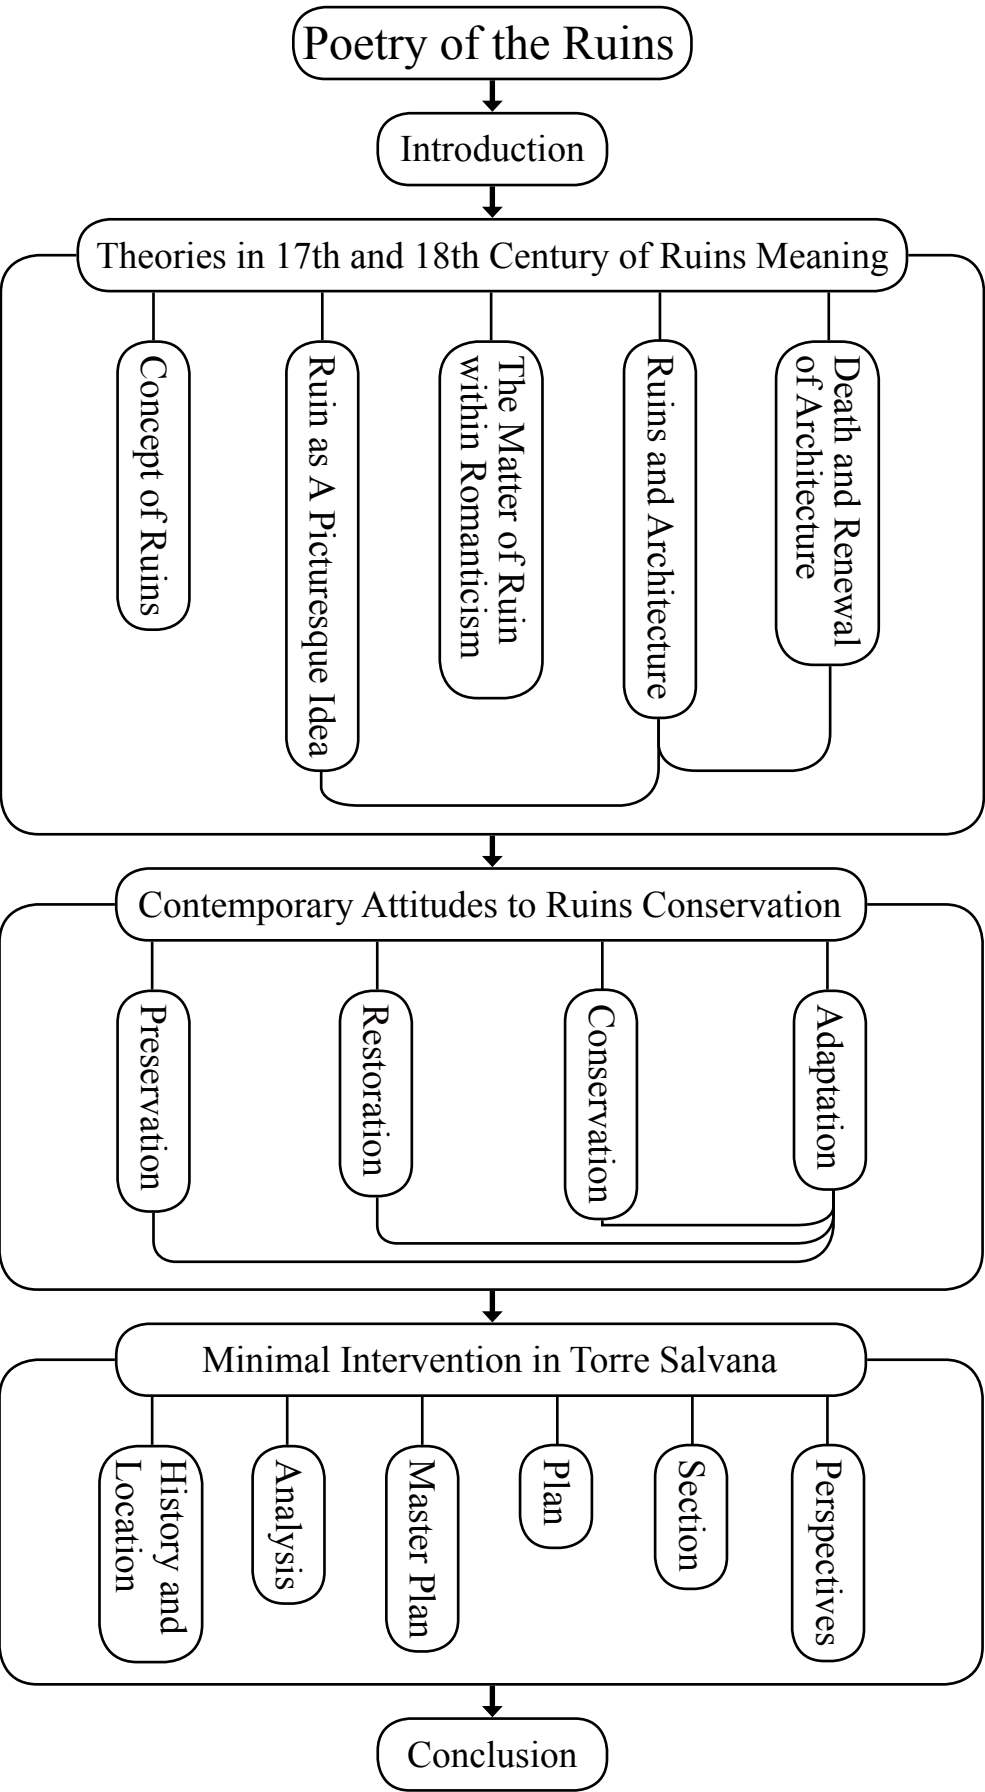 Poetry of the Ruins
Introduction
Theories in 17th and 18th Century of Ruins Meaning
Concept of Ruins
Ruin as A Picturesque Idea
The Matter of Ruin
within Romanticism
Ruins and Architecture
Death and Renewal
of Architecture
Contemporary Attitudes to Ruins Conservation
Preservation
Restoration
Conservation
Adaptation
Minimal Intervention in Torre Salvana
History and
Location
Analysis
Master Plan
Plan
Section
Perspectives
Conclusion